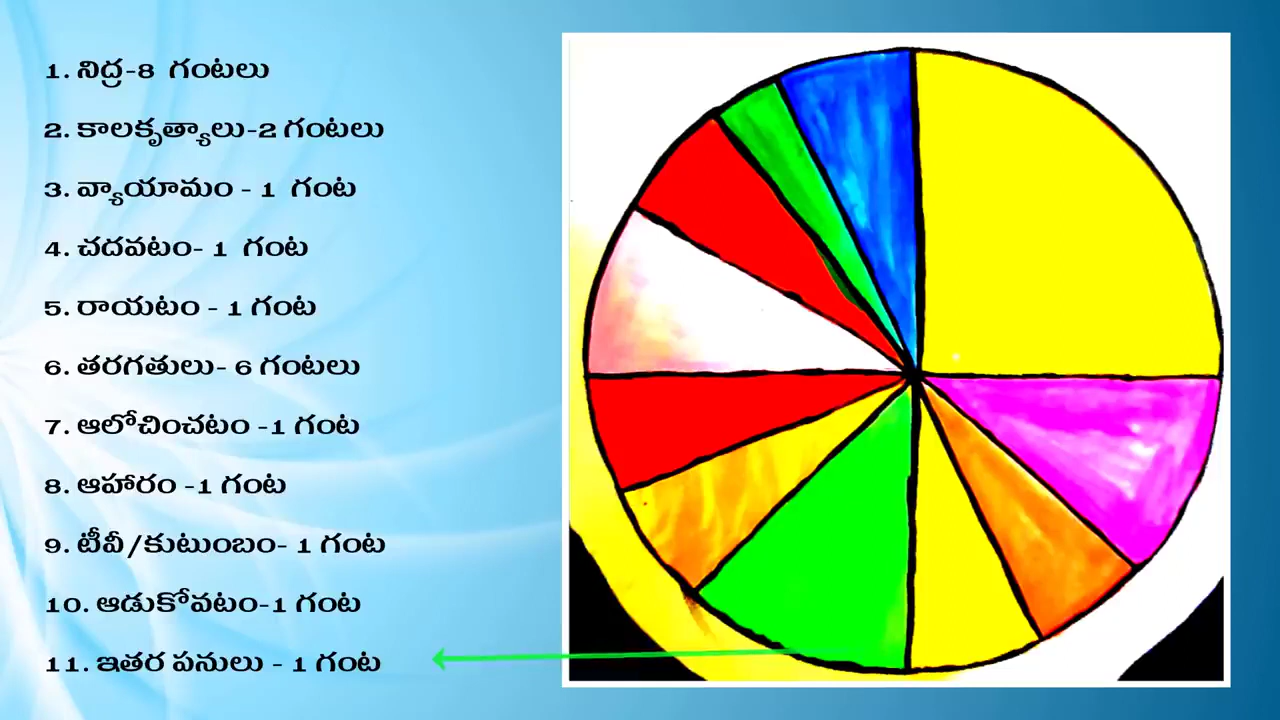 1. నిద్ర-8 గంటలు
2. కాలకృత్యాలు-2 గంటలు
3. వ్యాయామం - 1 గంట
4. చదవటం- 1 గంట
5. రాయటం - 1 గంట
6. తరగతులు- 6 గంటలు
7. ఆలోచించటం -1 గంట
8. ఆహారం -1 గంట
9. టీవీ/కుటుంబం- 1 గంట
10. ఆడుకోవటం-1 గంట
11. ఇతర పనులు - 1 గంట